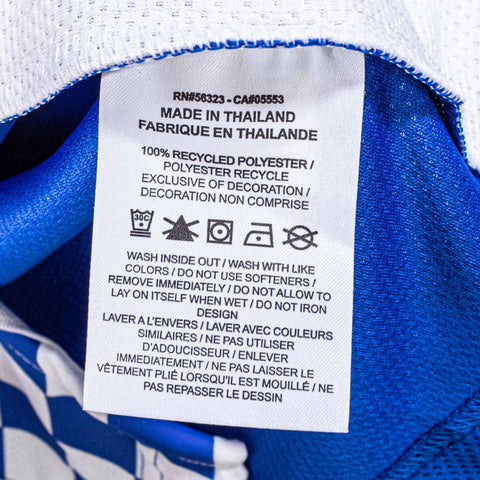 RN#56323 - CA#05553
MADE IN THAILAND
FABRIQUE EN THAILANDE
100% RECYCLED POLYESTER /
POLYESTER RECYCLE
EXCLUSIVE OF DECORATION /
DECORATION NON COMPRISE
30C
WASH INSIDE OUT / WASH WITH LIKE
COLORS / DO NOT USE SOFTENERS /
REMOVE IMMEDIATELY / DO NOT ALLOW TO
LAY ON ITSELF WHEN WET / DO NOT IRON
DESIGN
LAVER A L'ENVERS / LAVER AVEC COULEURS
SIMILAIRES / NE PAS UTILISER
D'ADOUCISSEUR / ENLEVER
IMMEDIATEMENT / NE PAS LAISSER LE
VÊTEMENT PLIÉ LORSQU'IL EST MOUILLÉ / NE
PAS REPASSER LE DESSIN